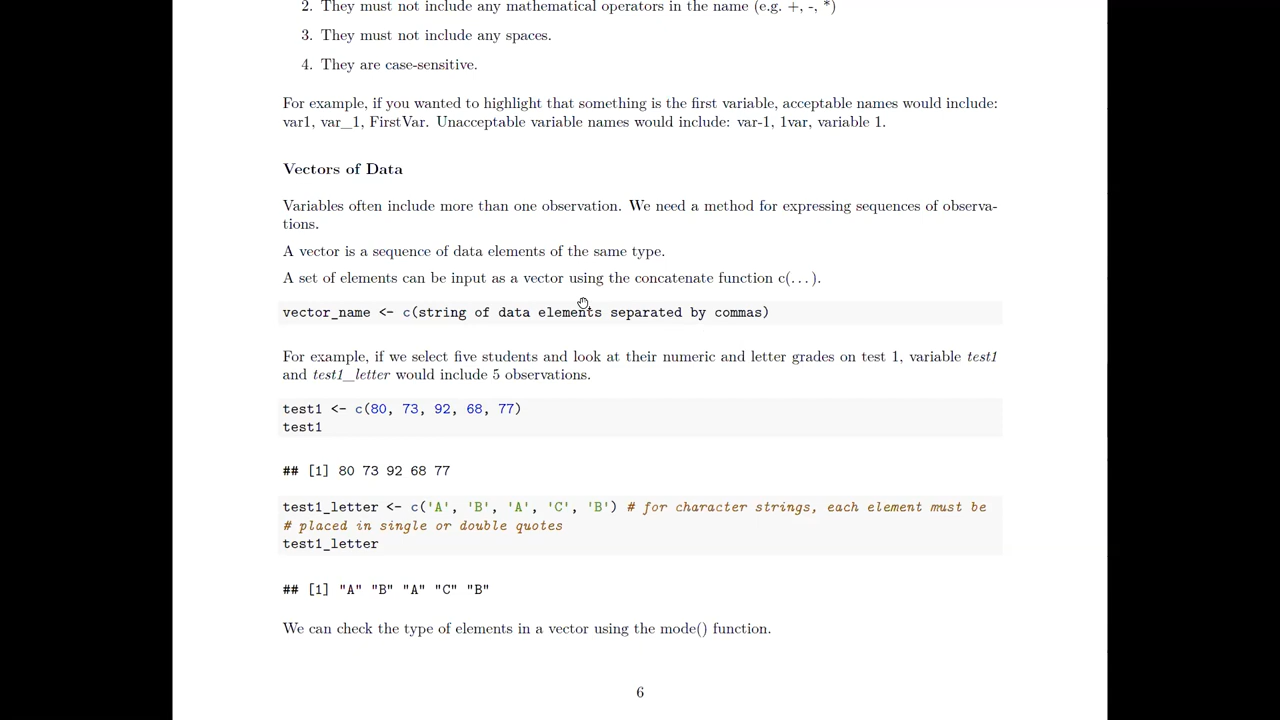 2. They must not include any mathematical operators in the name (e.g. +, -, *)
3. They must not include any spaces.
4. They are case-sensitive.
For example, if you wanted to highlight that something is the first variable, acceptable names would include:
var1, var_1, FirstVar. Unacceptable variable names would include: var-1, 1var, variable 1.
Vectors of Data
Variables often include more than one observation. We need a method for expressing sequences of observa-
tions.
A vector is a sequence of data elements of the same type.
A set of elements can be input as a vector using the concatenate function c(...).
vector_name <- c(string of data elements separated by commas)
For example, if we select five students and look at their numeric and letter grades on test 1, variable test1
and test1_letter would include 5 observations.
test1 <- c(80, 73, 92, 68, 77)
test1
## [1] 80 73 92 68 77
test1_letter <- c('A', 'B', 'A', 'C', 'B') # for character strings, each element must be
# placed in single or double quotes
test1_letter
## [1] "A" "B" "A" "C" "B"
We can check the type of elements in a vector using the mode() function.
6